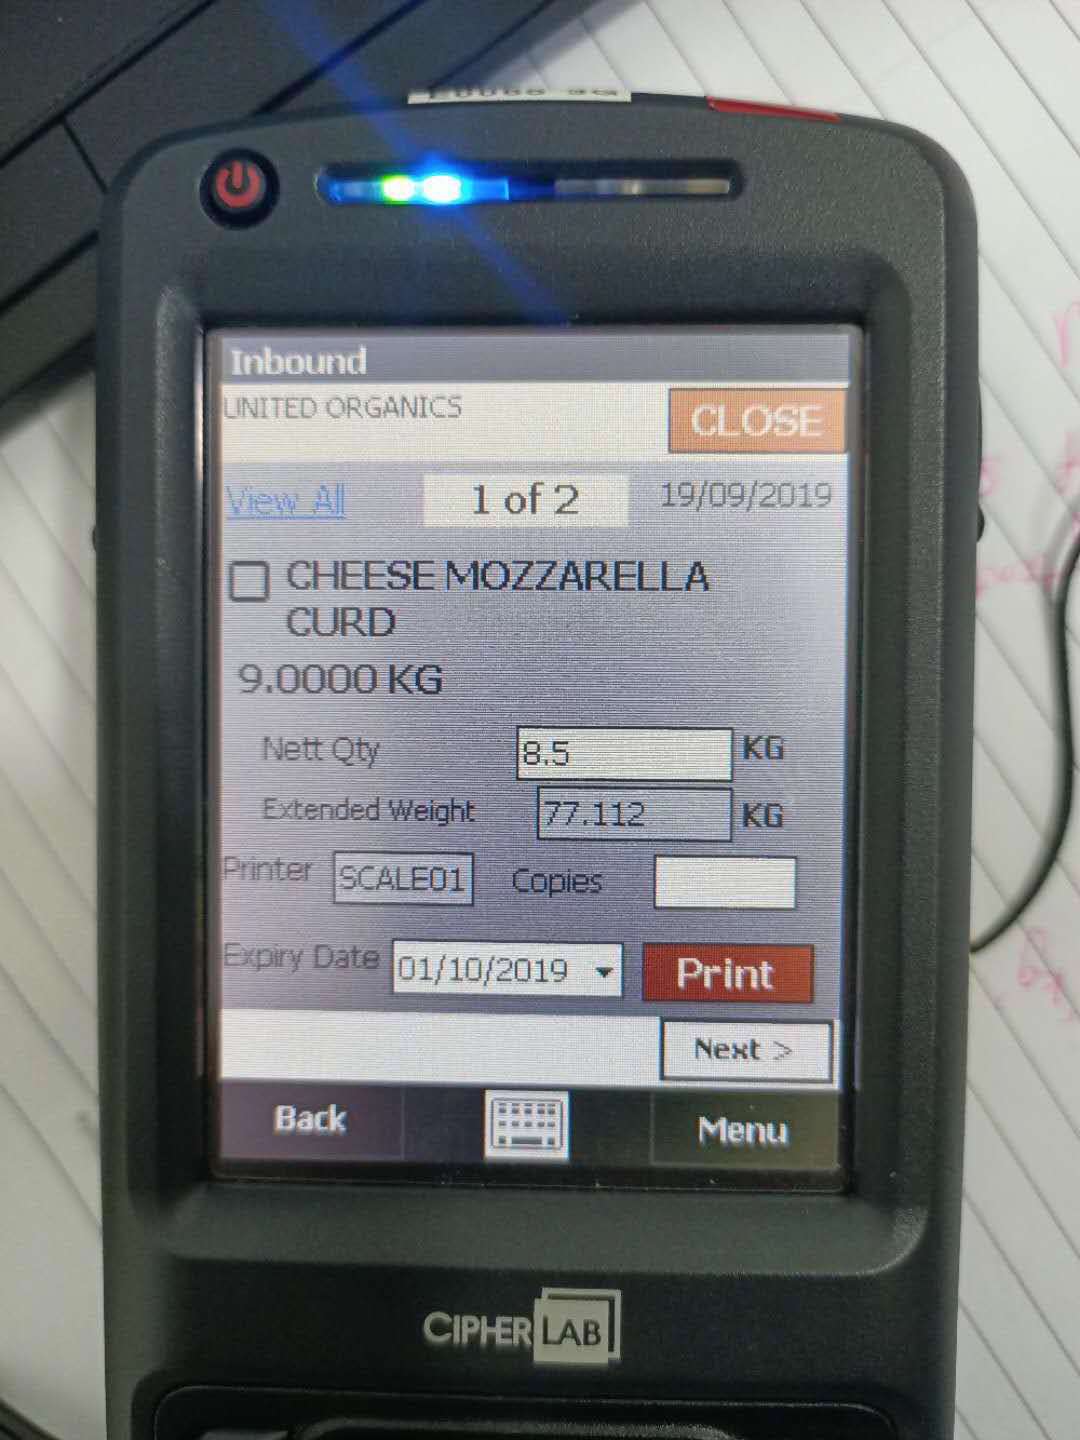 Inbound
UNITED ORGANICS
CLOSE
View All
1 of 2
19/09/2019
CHEESE MOZZARELLA
CURD
9.0000 KG
Nett Qty 8.5 KG
Extended Weight 77.112 KG
Printer SCALE01 Copies
Expiry Date 01/10/2019 Print
Next >
Back Menu
CIPHERLAB